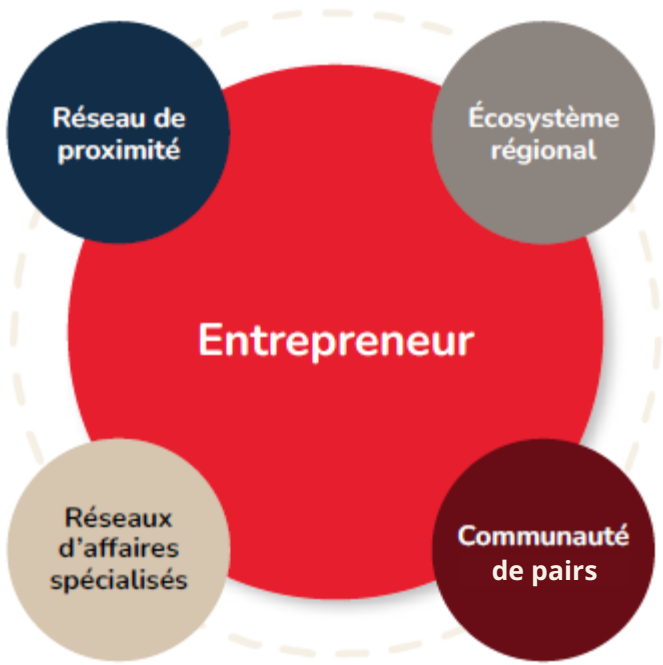 Réseau de
proximité
Écosystème
régional
Entrepreneur
Réseaux
d'affaires
spécialisés
Communauté
de pairs